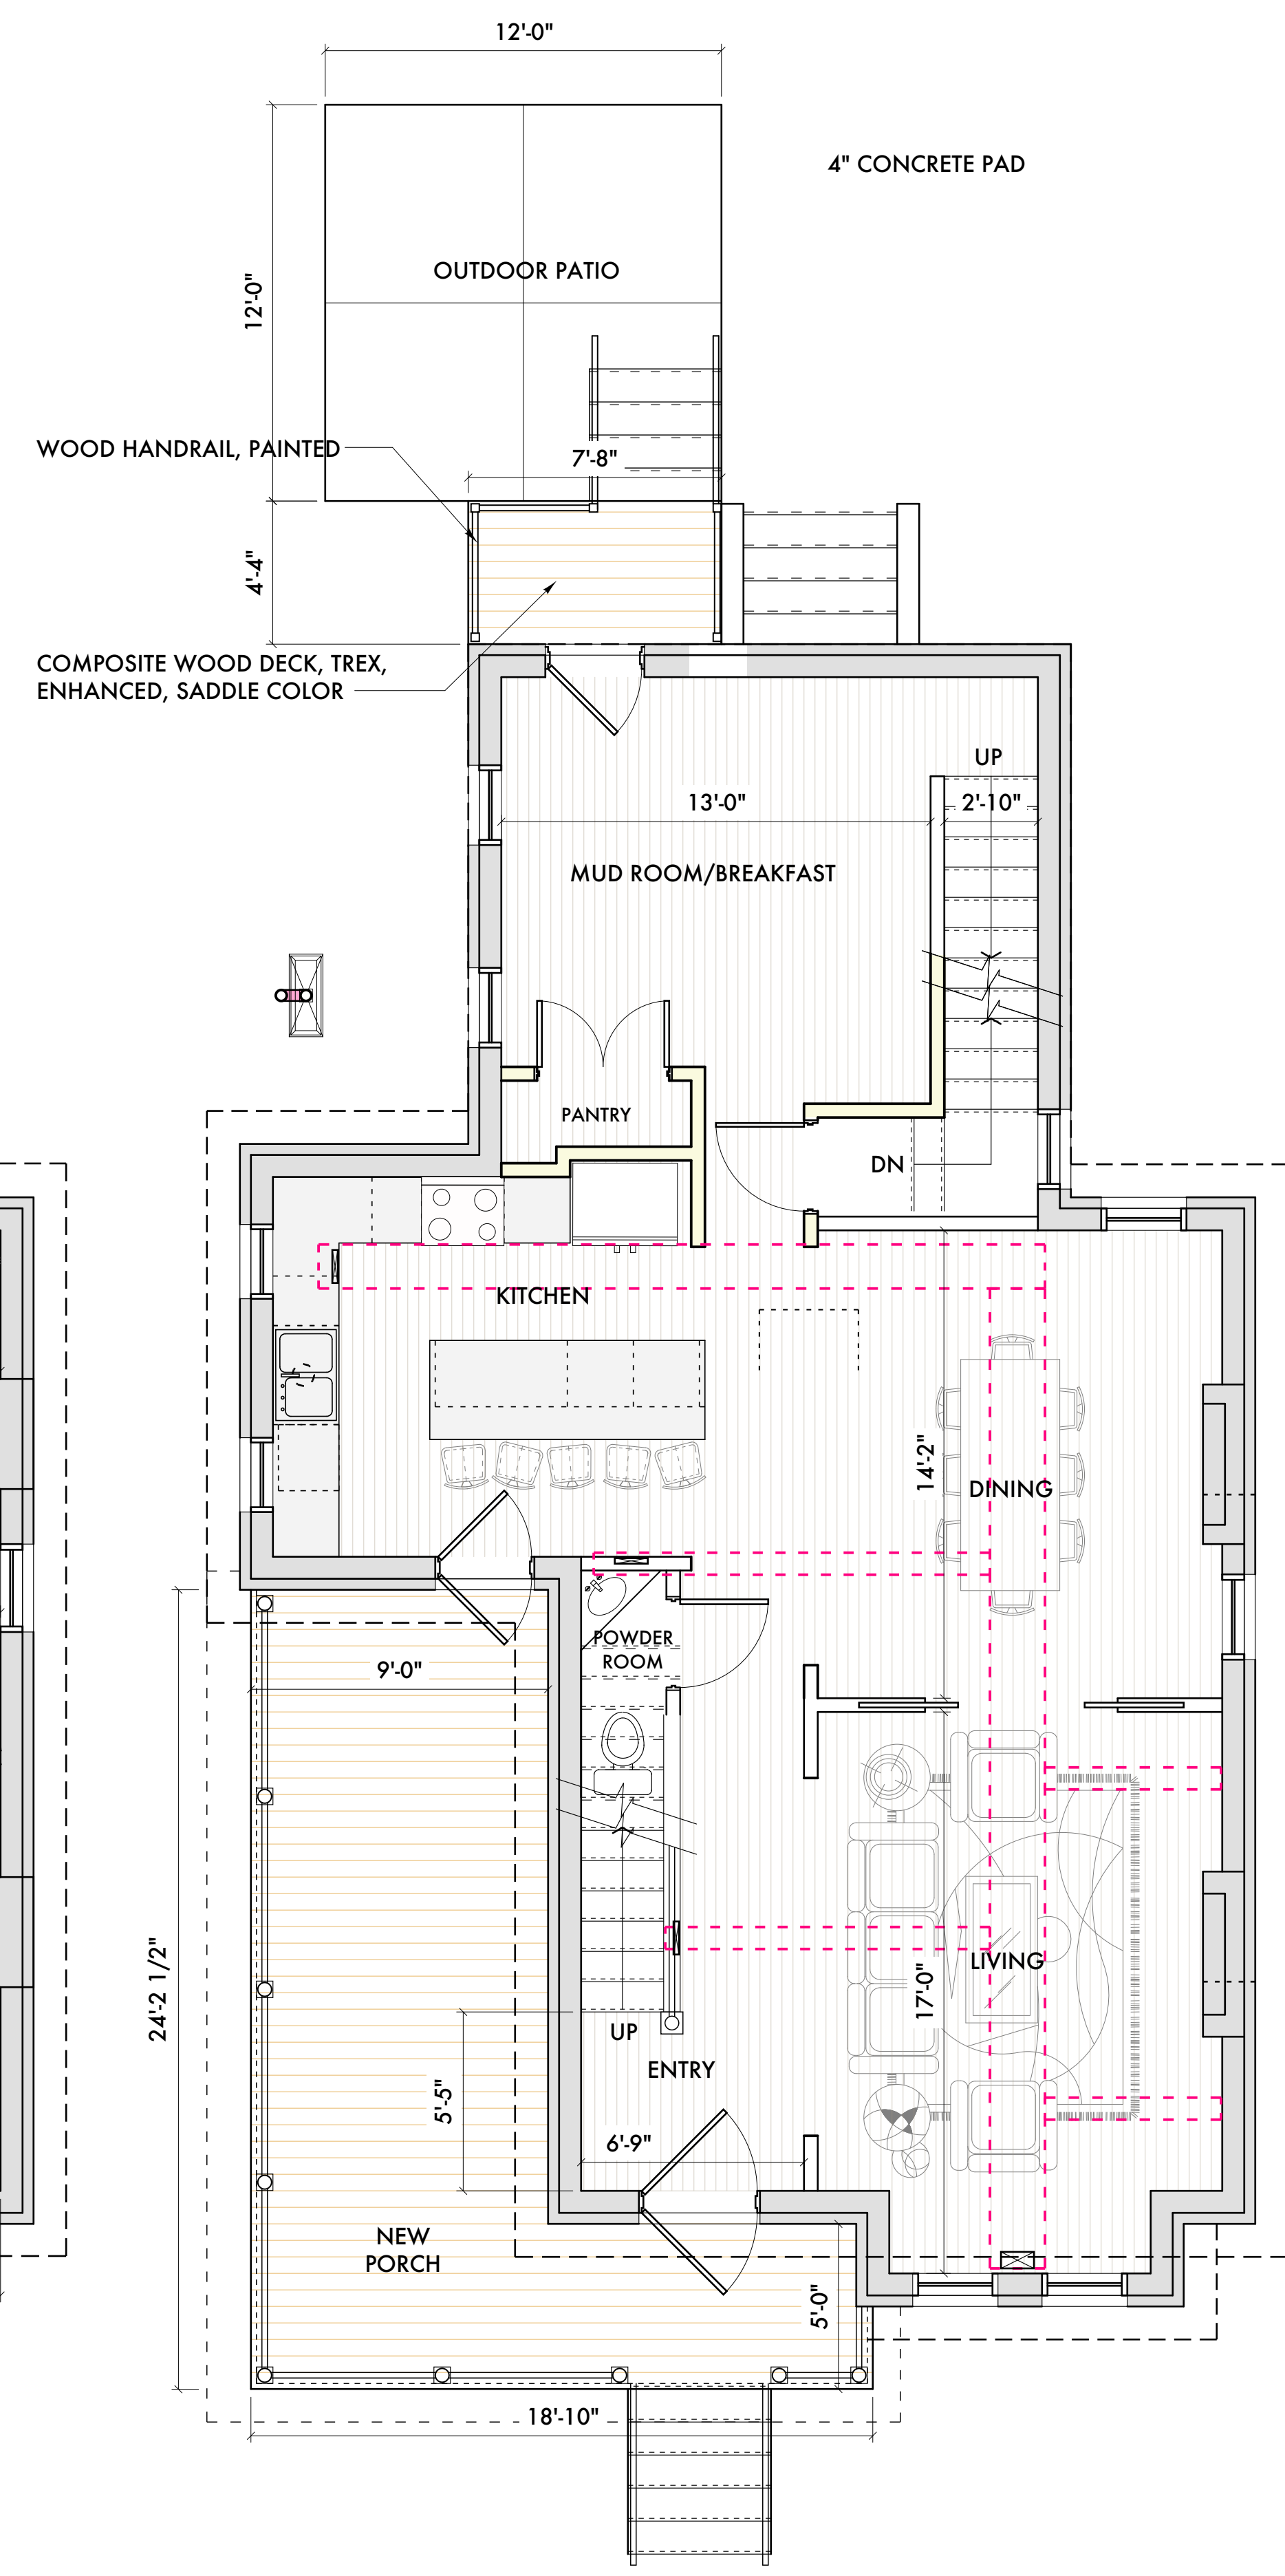 12'-0"
4" CONCRETE PAD
OUTDOOR PATIO
12'-0"
WOOD HANDRAIL, PAINTED
7'-8"
4'-4"
COMPOSITE WOOD DECK, TREX,
ENHANCED, SADDLE COLOR
UP
13'-0"
2'-10"
MUD ROOM/BREAKFAST
PANTRY
DN
KITCHEN
14'-2"
DINING
POWDER
ROOM
9'-0"
24'-2 1/2"
LIVING
17'-0"
UP
ENTRY
5'-5"
6'-9"
NEW
PORCH
5'-0"
18'-10"